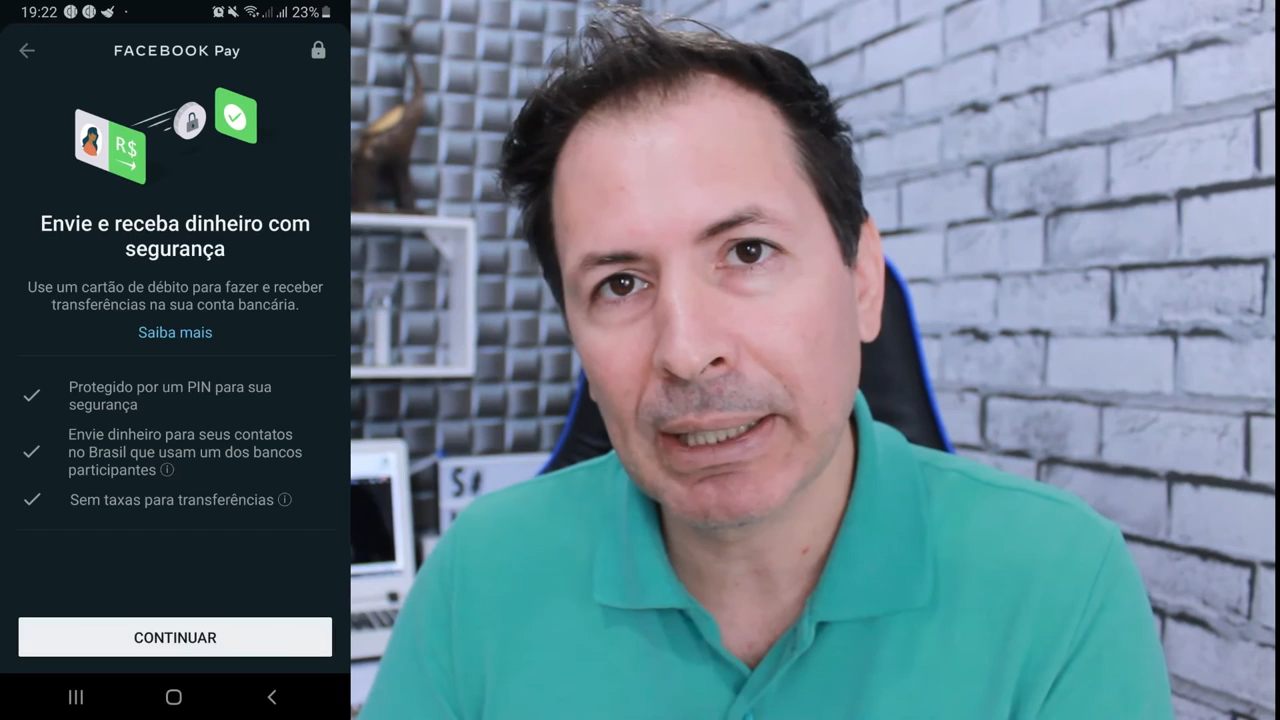 19:22
23%
FACEBOOK Pay
R$
Envie e receba dinheiro com
segurança
Use um cartão de débito para fazer e receber
transferências na sua conta bancária.
Saiba mais
Protegido por um PIN para sua
segurança
Envie dinheiro para seus contatos
no Brasil que usam um dos bancos
participantes
Sem taxas para transferências
CONTINUAR